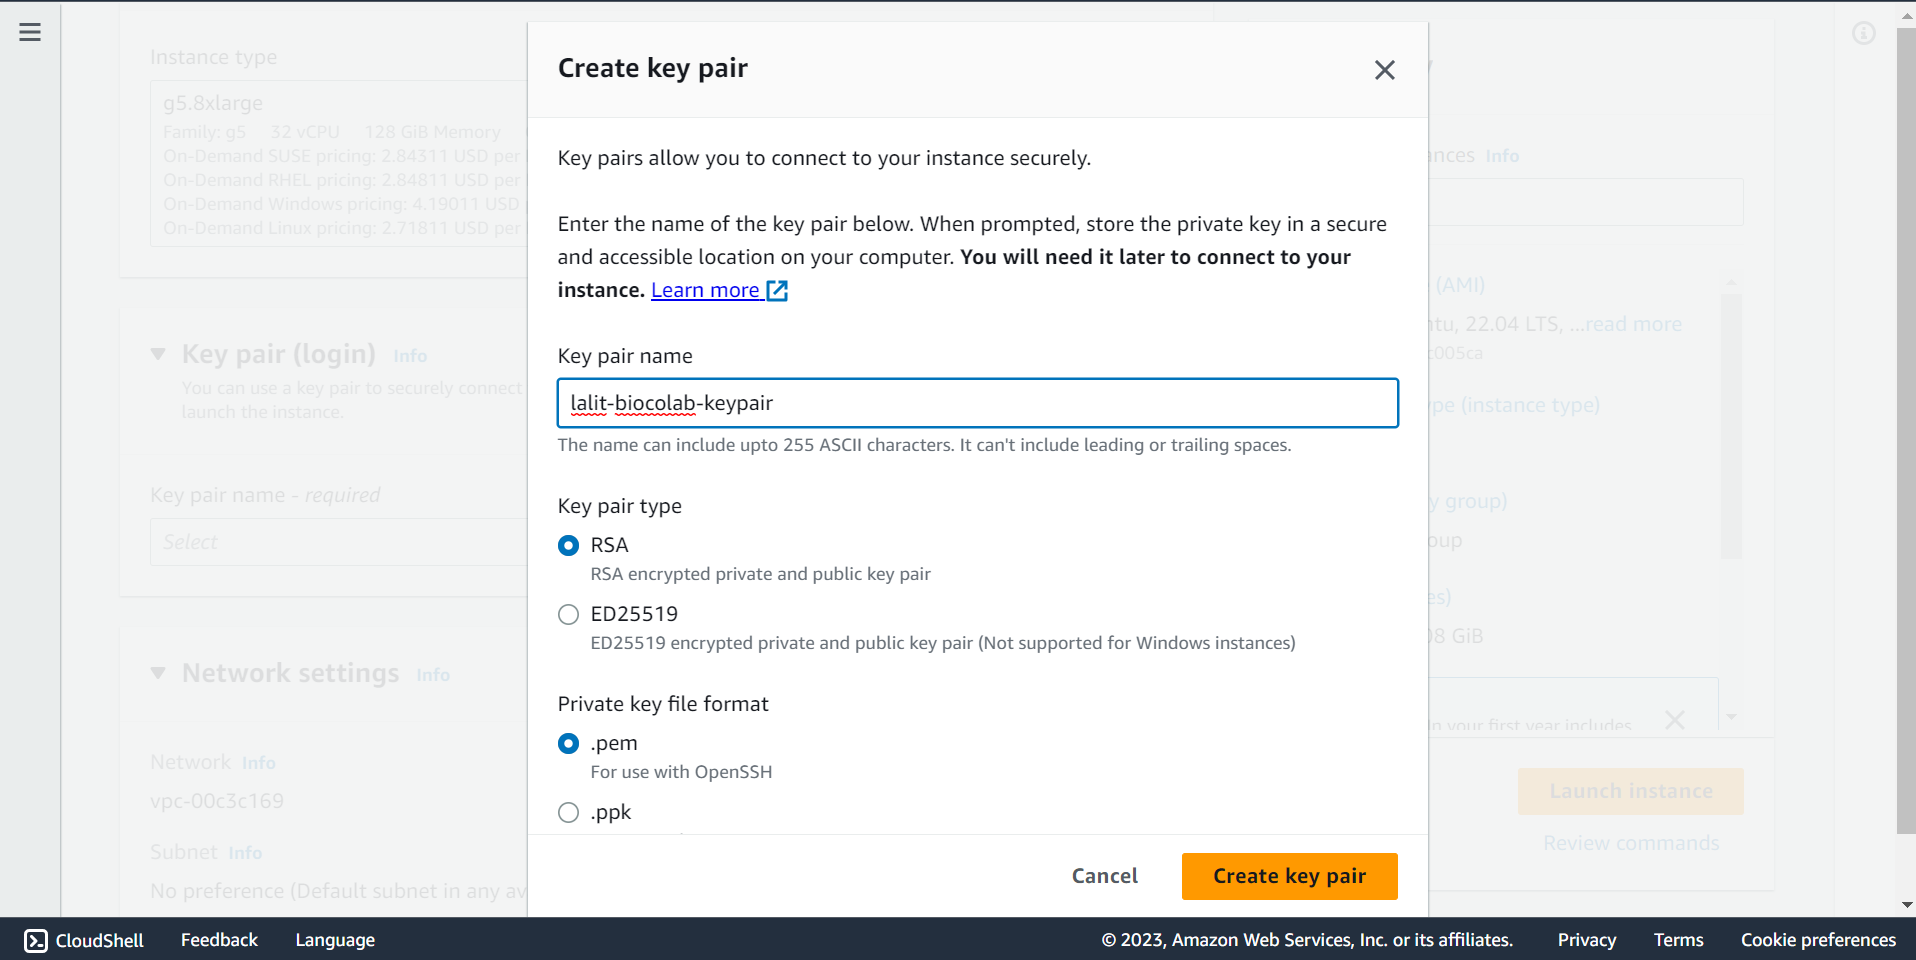 Instance type
g5.8xlarge
Family: g5 32 vCPU 128 GiB Memory
On-Demand SUSE pricing: 2.84311 USD per
On-Demand RHEL pricing: 2.84811 USD per
On-Demand Windows pricing: 4.19011 USD
On-Demand Linux pricing: 2.71811 USD per
Key pair (login) Info
You can use a key pair to securely connect
launch the instance.
Key pair name - required
Select
Network settings Info
Network Info
vpc-00c3c169
Subnet Info
No preference (Default subnet in any av
Create key pair
Key pairs allow you to connect to your instance securely.
Enter the name of the key pair below. When prompted, store the private key in a secure
and accessible location on your computer. You will need it later to connect to your
instance. Learn more
Key pair name
lalit-biocolab-keypair
The name can include upto 255 ASCII characters. It can't include leading or trailing spaces.
Key pair type
RSA
RSA encrypted private and public key pair
ED25519
ED25519 encrypted private and public key pair (Not supported for Windows instances)
Private key file format
.pem
For use with OpenSSH
.ppk
Cancel Create key pair
ances Info
(AMI)
ntu, 22.04 LTS, ...read more
c005ca
ype (instance type)
y group)
oup
es)
08 GiB
In your first year includes
Launch instance
Review commands
CloudShell Feedback Language © 2023, Amazon Web Services, Inc. or its affiliates. Privacy Terms Cookie preferences